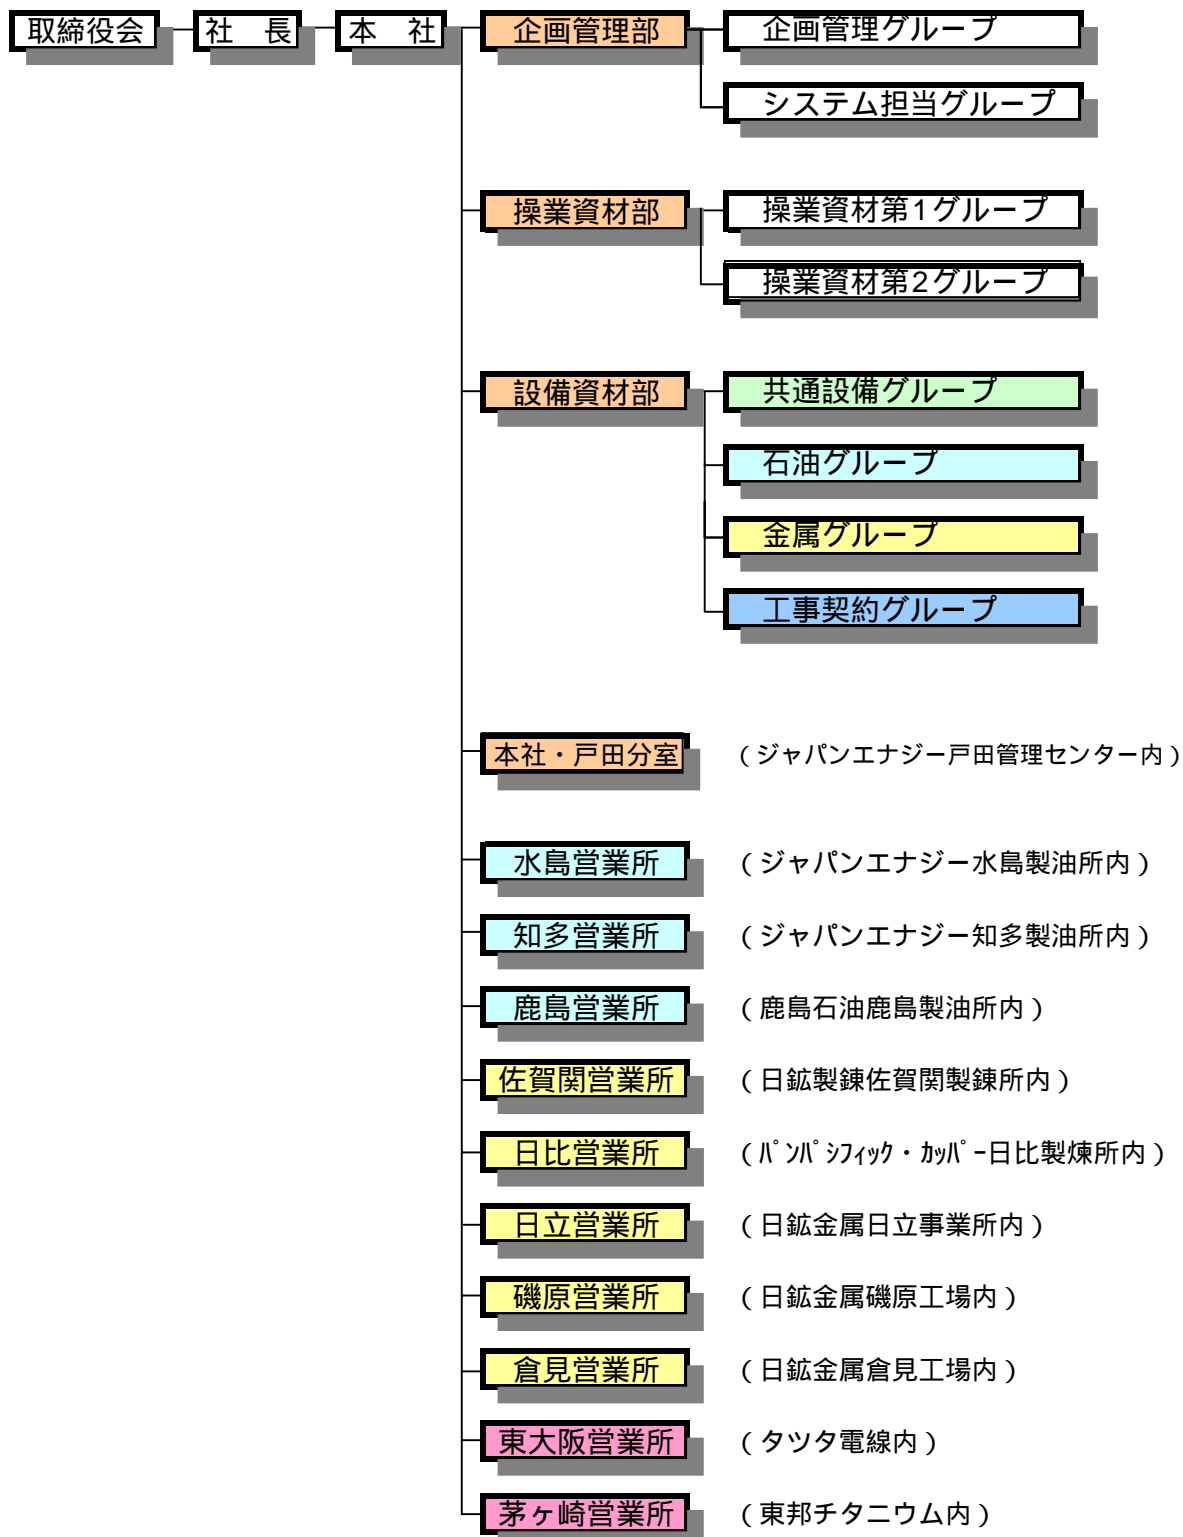 取締役会 社　長 本　社 企画管理部 企画管理グループ
システム担当グループ
操業資材部 操業資材第1グループ
操業資材第2グループ
設備資材部 共通設備グループ
石油グループ
金属グループ
工事契約グループ
本社・戸田分室 （ジャパンエナジー戸田管理センター内）
水島営業所 （ジャパンエナジー水島製油所内）
知多営業所 （ジャパンエナジー知多製油所内）
鹿島営業所 （鹿島石油鹿島製油所内）
佐賀関営業所 （日鉱製錬佐賀関製錬所内）
日比営業所 （ﾊﾟﾝﾊﾟｼﾌｨｯｸ・ｶｯﾊﾟｰ日比製煉所内）
日立営業所 （日鉱金属日立事業所内）
磯原営業所 （日鉱金属磯原工場内）
倉見営業所 （日鉱金属倉見工場内）
東大阪営業所 （タツタ電線内）
茅ヶ崎営業所 （東邦チタニウム内）